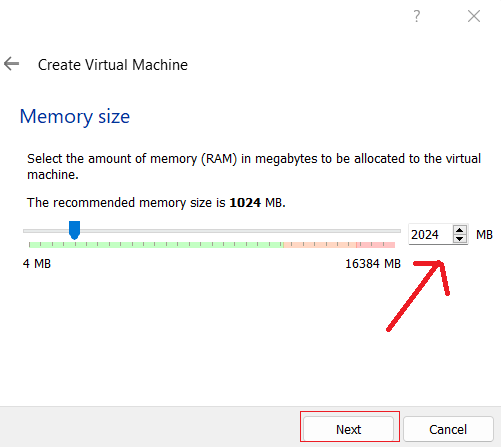 ?
Create Virtual Machine
Memory size
Select the amount of memory (RAM) in megabytes to be allocated to the virtual
machine.
The recommended memory size is 1024 MB.
2024 MB
4 MB 16384 MB
Next Cancel